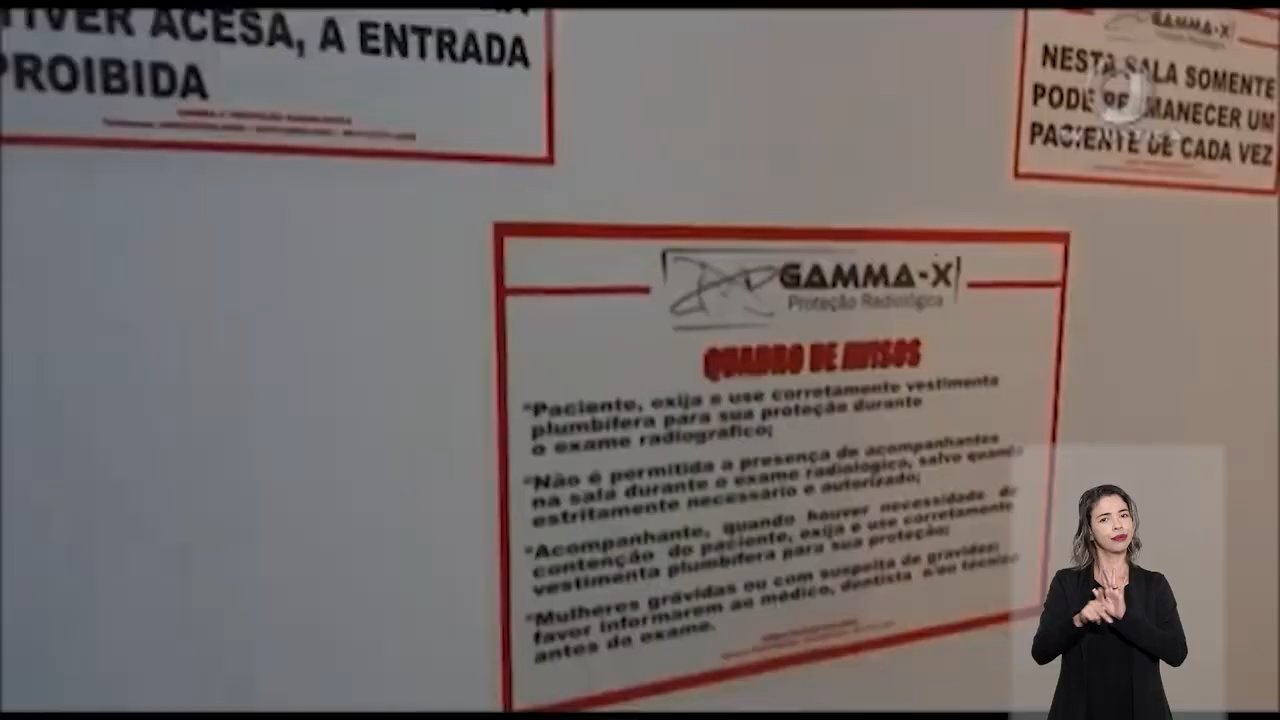 TIVER ACESA, A ENTRADA
PROIBIDA
GAMMA-X
NESTA SALA SOMENTE
PODE PERMANECER UM
PACIENTE DE CADA VEZ
GAMMA-X
Proteção Radiológica
QUADRO DE AVISOS
*Paciente, exija e use corretamente vestimenta
plumbífera para sua proteção durante
o exame radiográfico;
*Não é permitida a presença de acompanhantes
na sala durante o exame radiológico, salvo quando
estritamente necessário e autorizado;
*Acompanhante, quando houver necessidade de
contenção do paciente, exija e use corretamente
vestimenta plumbífera para sua proteção;
*Mulheres grávidas ou com suspeita de gravidez,
favor informarem ao médico, dentista e/ou técnico
antes do exame.